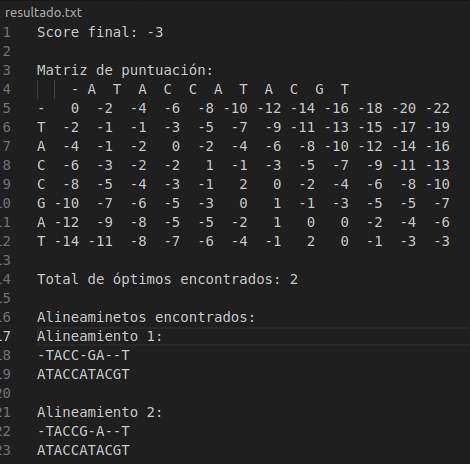 resultado.txt
1 Score final: -3
2
3 Matriz de puntuación:
4 - A T A C C A T A C G T
5 - 0 -2 -4 -6 -8 -10 -12 -14 -16 -18 -20 -22
6 T -2 -1 -1 -3 -5 -7 -9 -11 -13 -15 -17 -19
7 A -4 -1 -2 0 -2 -4 -6 -8 -10 -12 -14 -16
8 C -6 -3 -2 -2 1 -1 -3 -5 -7 -9 -11 -13
9 C -8 -5 -4 -3 -1 2 0 -2 -4 -6 -8 -10
10 G -10 -7 -6 -5 -3 0 1 -1 -3 -5 -5 -7
11 A -12 -9 -8 -5 -5 -2 1 0 0 -2 -4 -6
12 T -14 -11 -8 -7 -6 -4 -1 2 0 -1 -3 -3
13
14 Total de óptimos encontrados: 2
15
16 Alineaminetos encontrados:
17 Alineamiento 1:
18 -TACC-GA--T
19 ATACCATACGT
20
21 Alineamiento 2:
22 -TACCG-A--T
23 ATACCATACGT